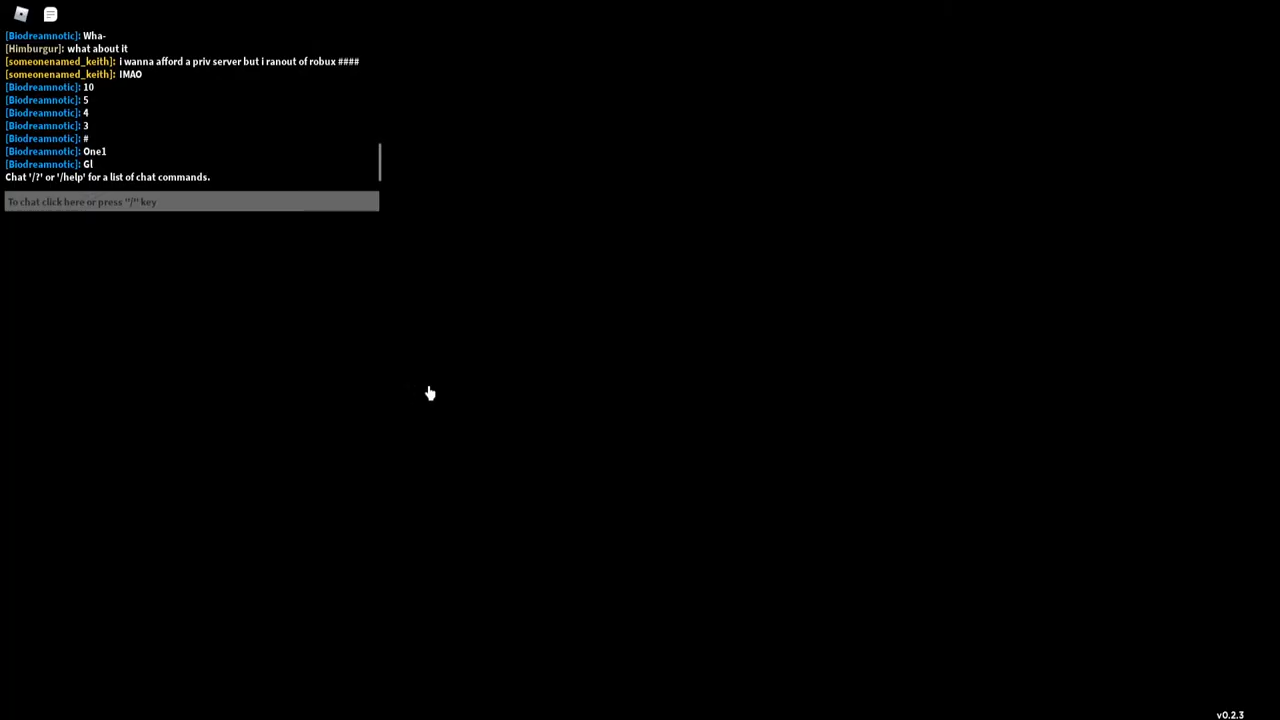 [Biodreamnotic]: Wha-
[Himburgur]: what about it
[someonenamed_keith]: i wanna afford a priv server but i ranout of robux ####
[someonenamed_keith]: lMAO
[Biodreamnotic]: 10
[Biodreamnotic]: 5
[Biodreamnotic]: 4
[Biodreamnotic]: 3
[Biodreamnotic]: #
[Biodreamnotic]: One1
[Biodreamnotic]: Gl
Chat '/?' or '/help' for a list of chat commands.
To chat click here or press "/" key
v0.2.3